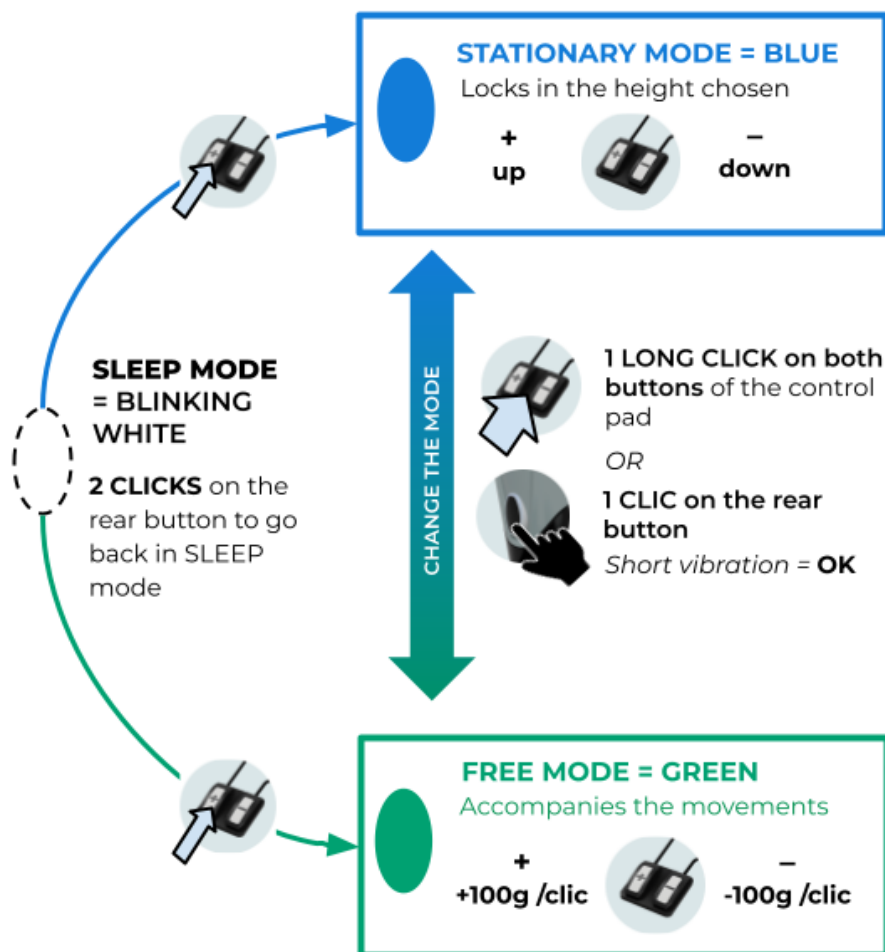 STATIONARY MODE = BLUE
Locks in the height chosen
+
up
–
down
SLEEP MODE
= BLINKING
WHITE
2 CLICKS on the
rear button to go
back in SLEEP
mode
CHANGE THE MODE
1 LONG CLICK on both
buttons of the control
pad
OR
1 CLIC on the rear
button
Short vibration = OK
FREE MODE = GREEN
Accompanies the movements
+
+100g /clic
–
-100g /clic